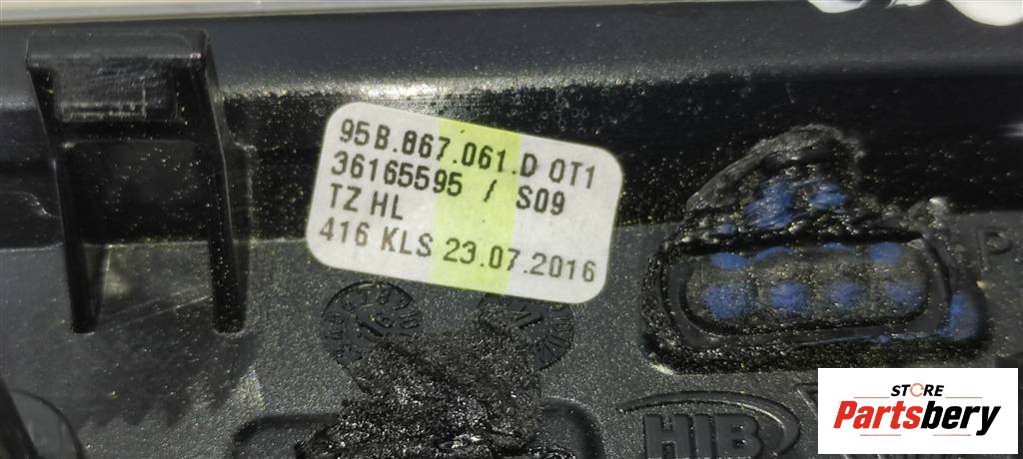 95B.867.061.D OT1
36165595 / S09
TZ HL
416 KLS 23.07.2016
HIB
STORE
Partsbery